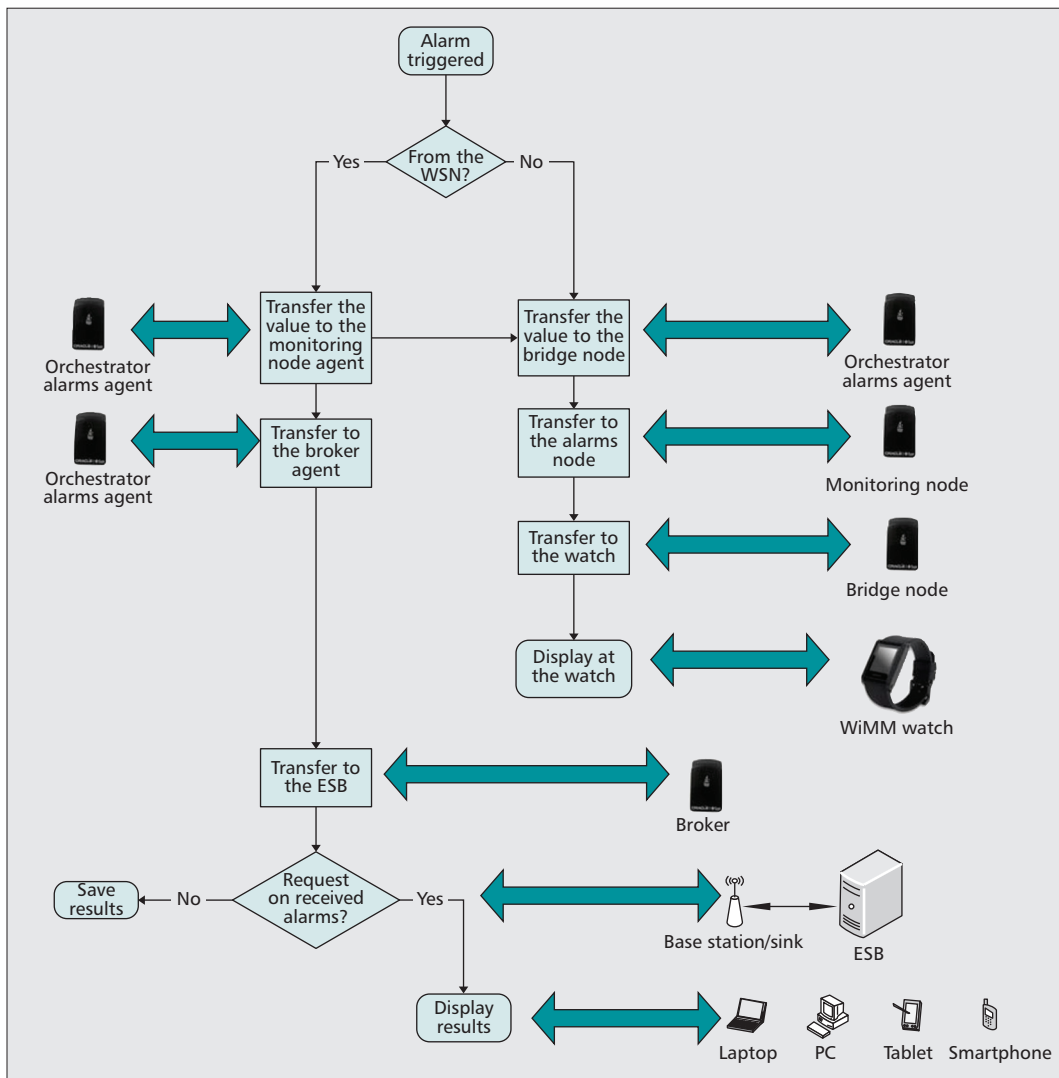 Alarm
triggered
Yes
From the
WSN?
No
Orchestrator
alarms agent
Transfer the
value to the
monitoring
node agent
Transfer the
value to the
bridge node
Orchestrator
alarms agent
Orchestrator
alarms agent
Transfer to
the broker
agent
Transfer to
the alarms
node
Monitoring node
Transfer to
the watch
Bridge node
Display at
the watch
WiMM watch
Transfer to
the ESB
Broker
Save
results
No
Request
on received
alarms?
Yes
Base station/sink
ESB
Display
results
Laptop
PC
Tablet
Smartphone